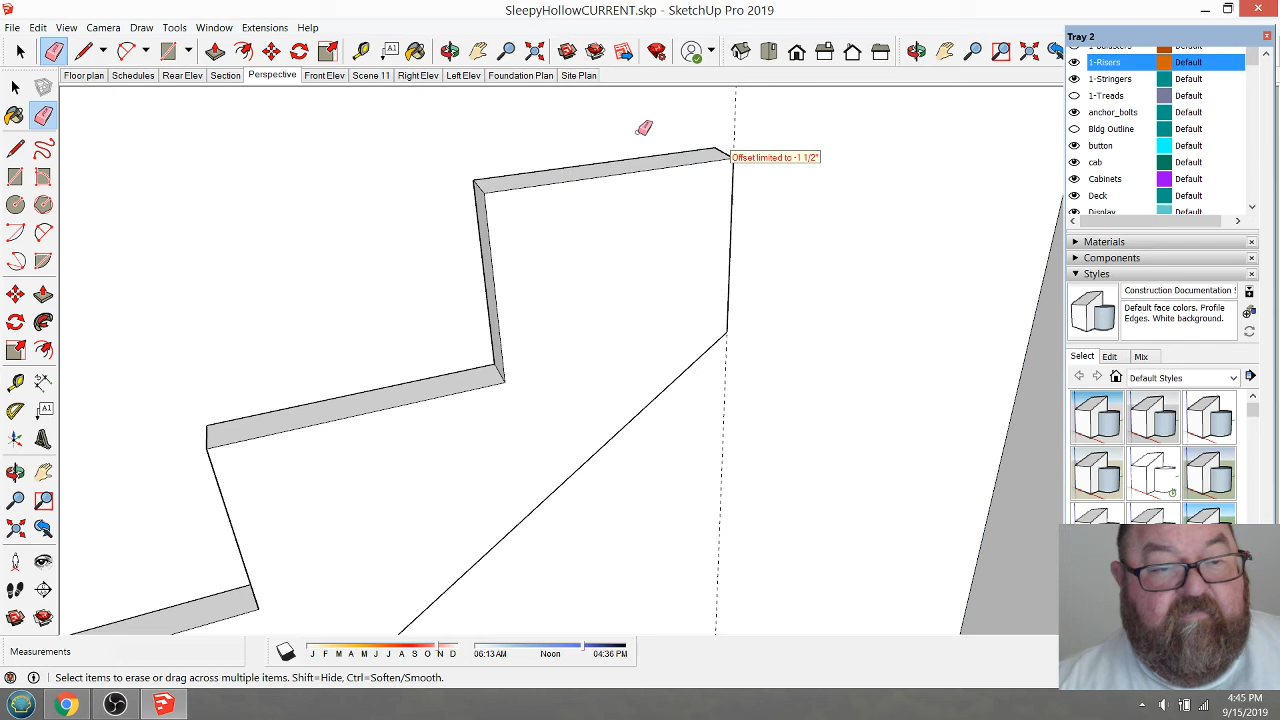 SleepyHollowCURRENT.skp - SketchUp Pro 2019
File Edit View Camera Draw Tools Window Extensions Help
Floor plan Schedules Rear Elev Section Perspective Front Elev Scene 11 Right Elev Left Elev Foundation Plan Site Plan
Offset limited to -1 1/2"
Tray 2
1-Balusters Default
1-Risers Default
1-Stringers Default
1-Treads Default
anchor_bolts Default
Bldg Outline Default
button Default
cab Default
Cabinets Default
Deck Default
Display Default
Materials
Components
Styles
Construction Documentation S
Default face colors. Profile
Edges. White background.
Select Edit Mix
Default Styles
Measurements
J F M A M J J A S O N D
06:13 AM Noon 04:36 PM
Select items to erase or drag across multiple items. Shift=Hide, Ctrl=Soften/Smooth.
4:45 PM
9/15/2019